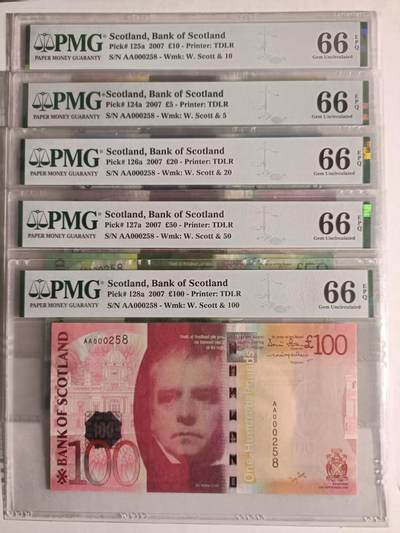 PMG
PAPER MONEY GUARANTY
Scotland, Bank of Scotland
Pick# 125a 2007 £10 - Printer: TDLR
S/N AA000258 - Wmk: W. Scott & 10
66 EPQ
Gem Uncirculated
PMG
PAPER MONEY GUARANTY
Scotland, Bank of Scotland
Pick# 124a 2007 £5 - Printer: TDLR
S/N AA000258 - Wmk: W. Scott & 5
66 EPQ
Gem Uncirculated
PMG
PAPER MONEY GUARANTY
Scotland, Bank of Scotland
Pick# 126a 2007 £20 - Printer: TDLR
S/N AA000258 - Wmk: W. Scott & 20
66 EPQ
Gem Uncirculated
PMG
PAPER MONEY GUARANTY
Scotland, Bank of Scotland
Pick# 127a 2007 £50 - Printer: TDLR
S/N AA000258 - Wmk: W. Scott & 50
66 EPQ
Gem Uncirculated
PMG
PAPER MONEY GUARANTY
Scotland, Bank of Scotland
Pick# 128a 2007 £100 - Printer: TDLR
S/N AA000258 - Wmk: W. Scott & 100
66 EPQ
Gem Uncirculated
AA000258
£100
BANK OF SCOTLAND
100
100
One Hundred Pounds
AA000258